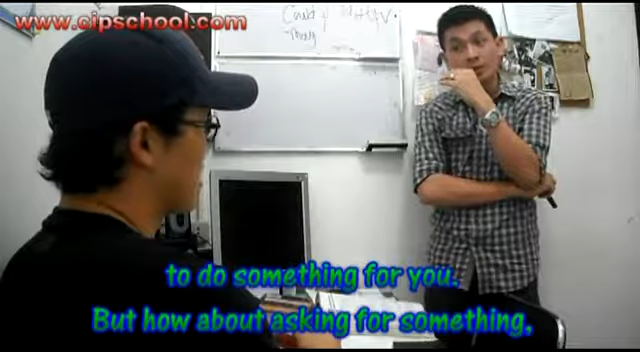 www.cipschool.com
to do something for you.
But how about asking for something,